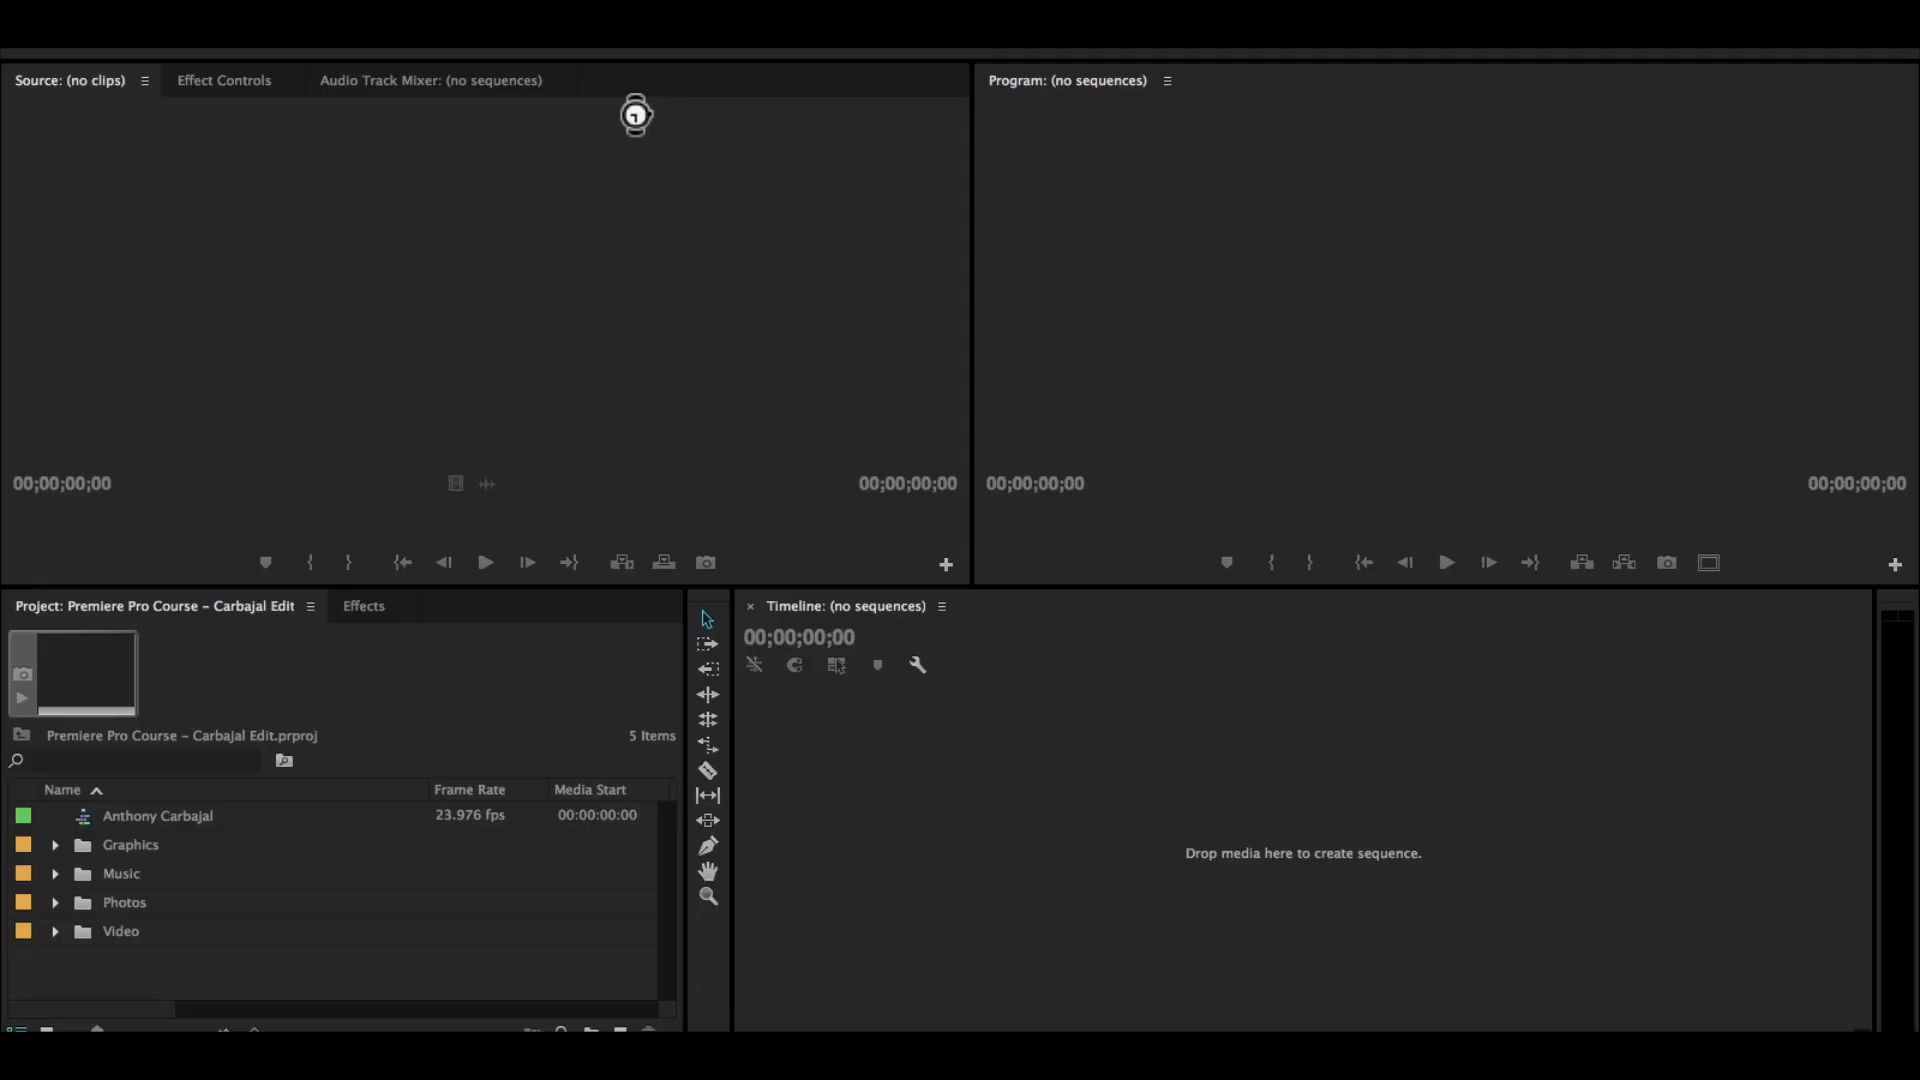 Source: (no clips)
Effect Controls
Audio Track Mixer: (no sequences)
Program: (no sequences)
00;00;00;00
00;00;00;00
00;00;00;00
00;00;00;00
Project: Premiere Pro Course – Carbajal Edit
Effects
Premiere Pro Course – Carbajal Edit.prproj
5 Items
Name
Frame Rate
Media Start
Anthony Carbajal
23.976 fps
00:00:00:00
Graphics
Music
Photos
Video
Timeline: (no sequences)
00;00;00;00
Drop media here to create sequence.